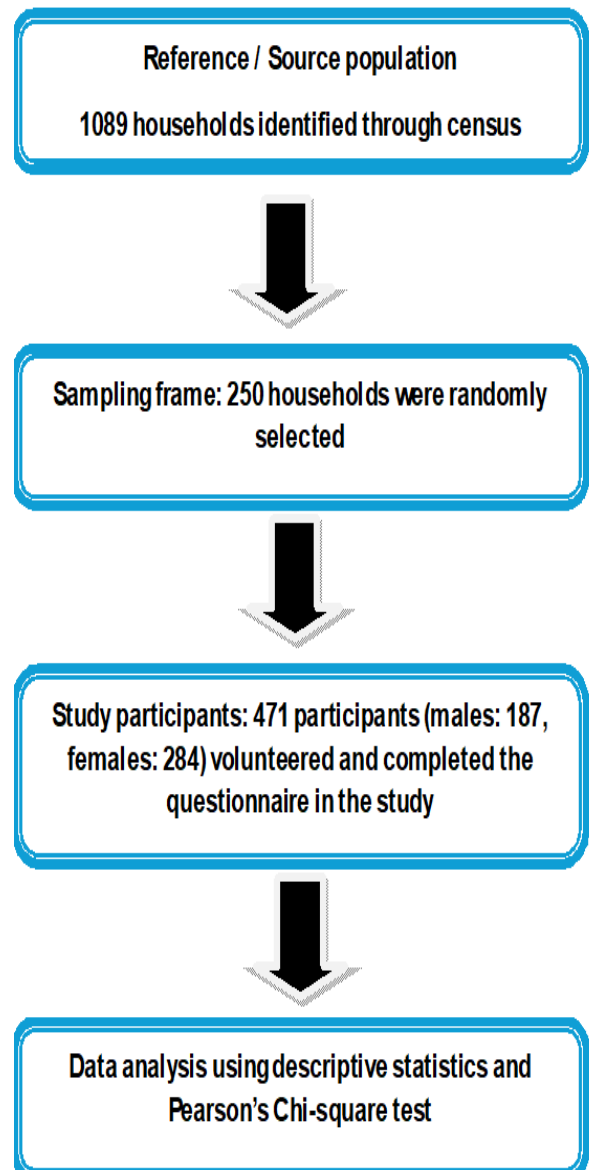 Reference / Source population
1089 households identified through census
Sampling frame: 250 households were randomly
selected
Study participants: 471 participants (males: 187,
females: 284) volunteered and completed the
questionnaire in the study
Data analysis using descriptive statistics and
Pearson's Chi-square test